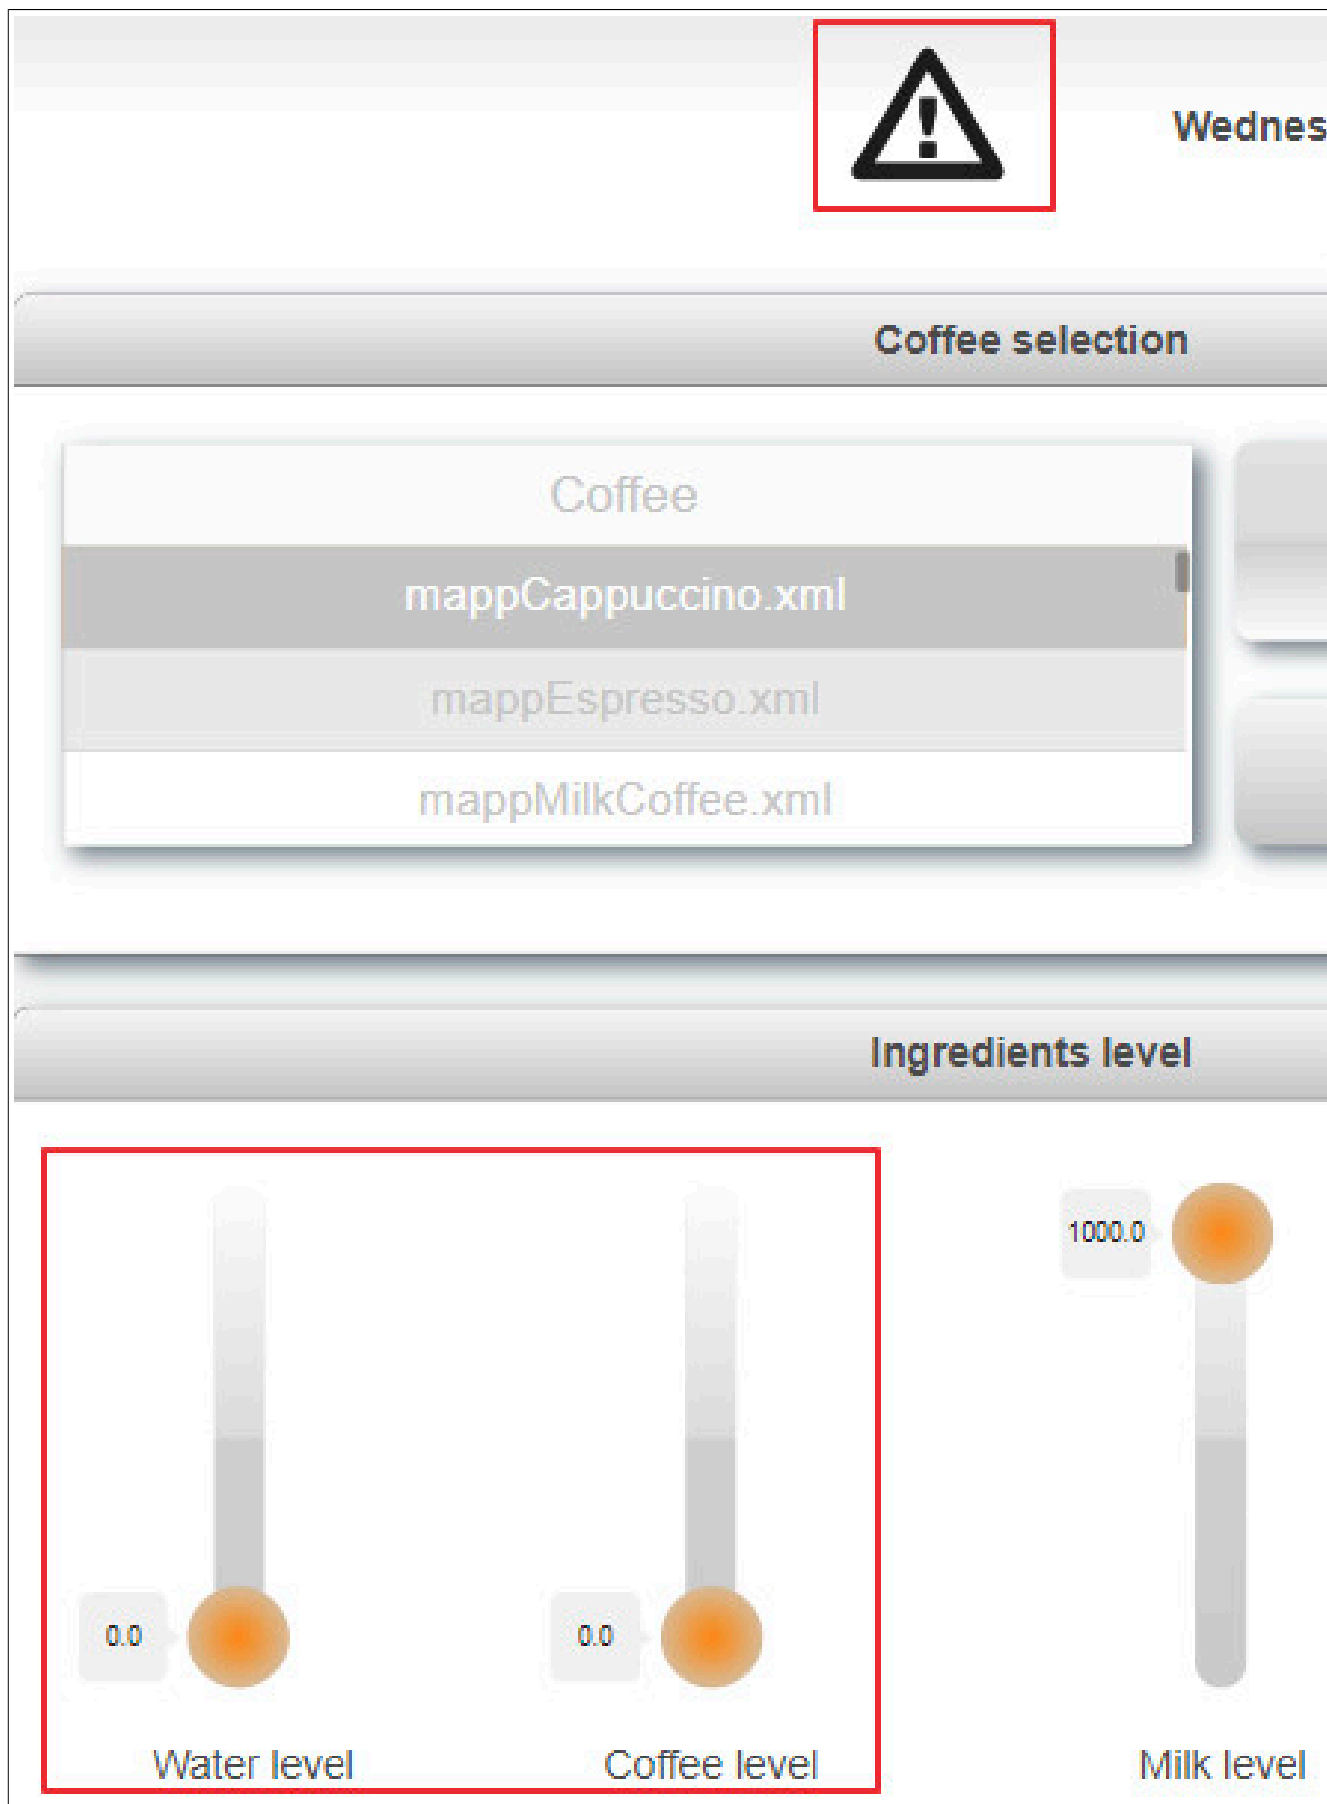 Wednes
Coffee selection
Coffee
mappCappuccino.xml
mappEspresso.xml
mappMilkCoffee.xml
Ingredients level
1000.0
0.0
0.0
Water level
Coffee level
Milk level